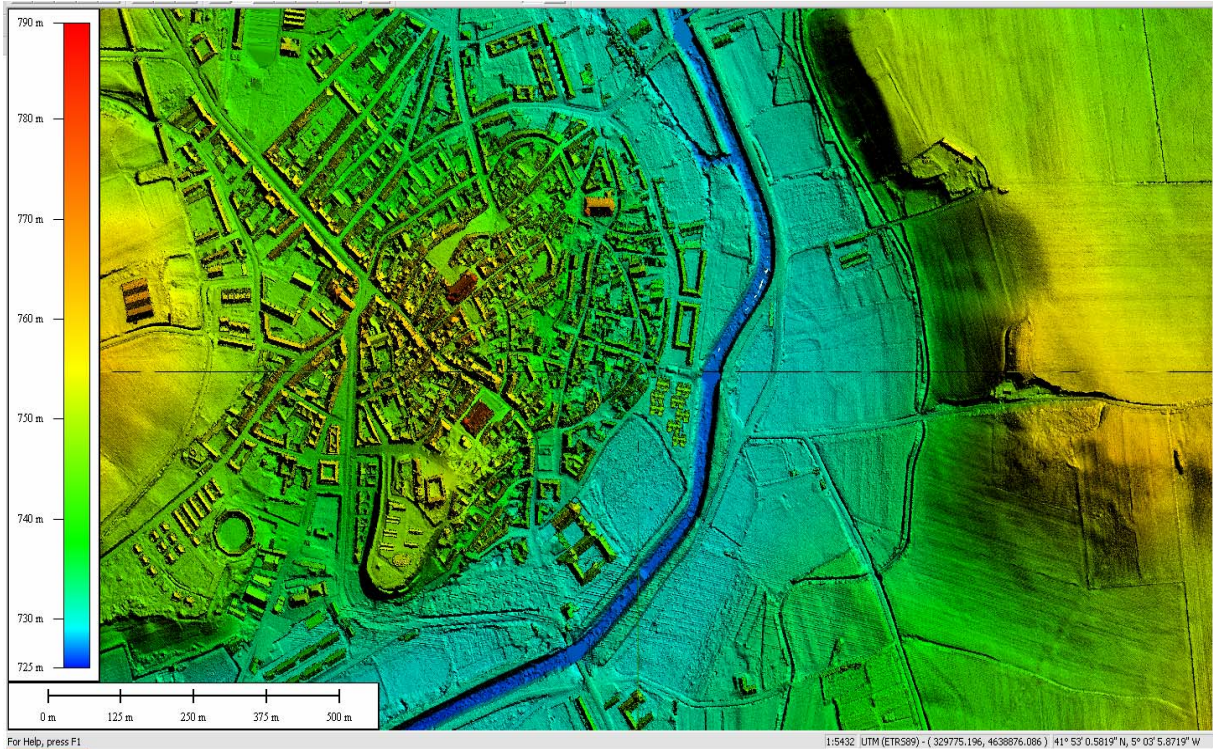 790 m
780 m
770 m
760 m
750 m
740 m
730 m
725 m
0 m 125 m 250 m 375 m 500 m
For Help, press F1
1:5432 UTM (ETRS89) - ( 329775.196, 4638876.086 ) 41° 53' 0.5819" N, 5° 03' 5.8719" W